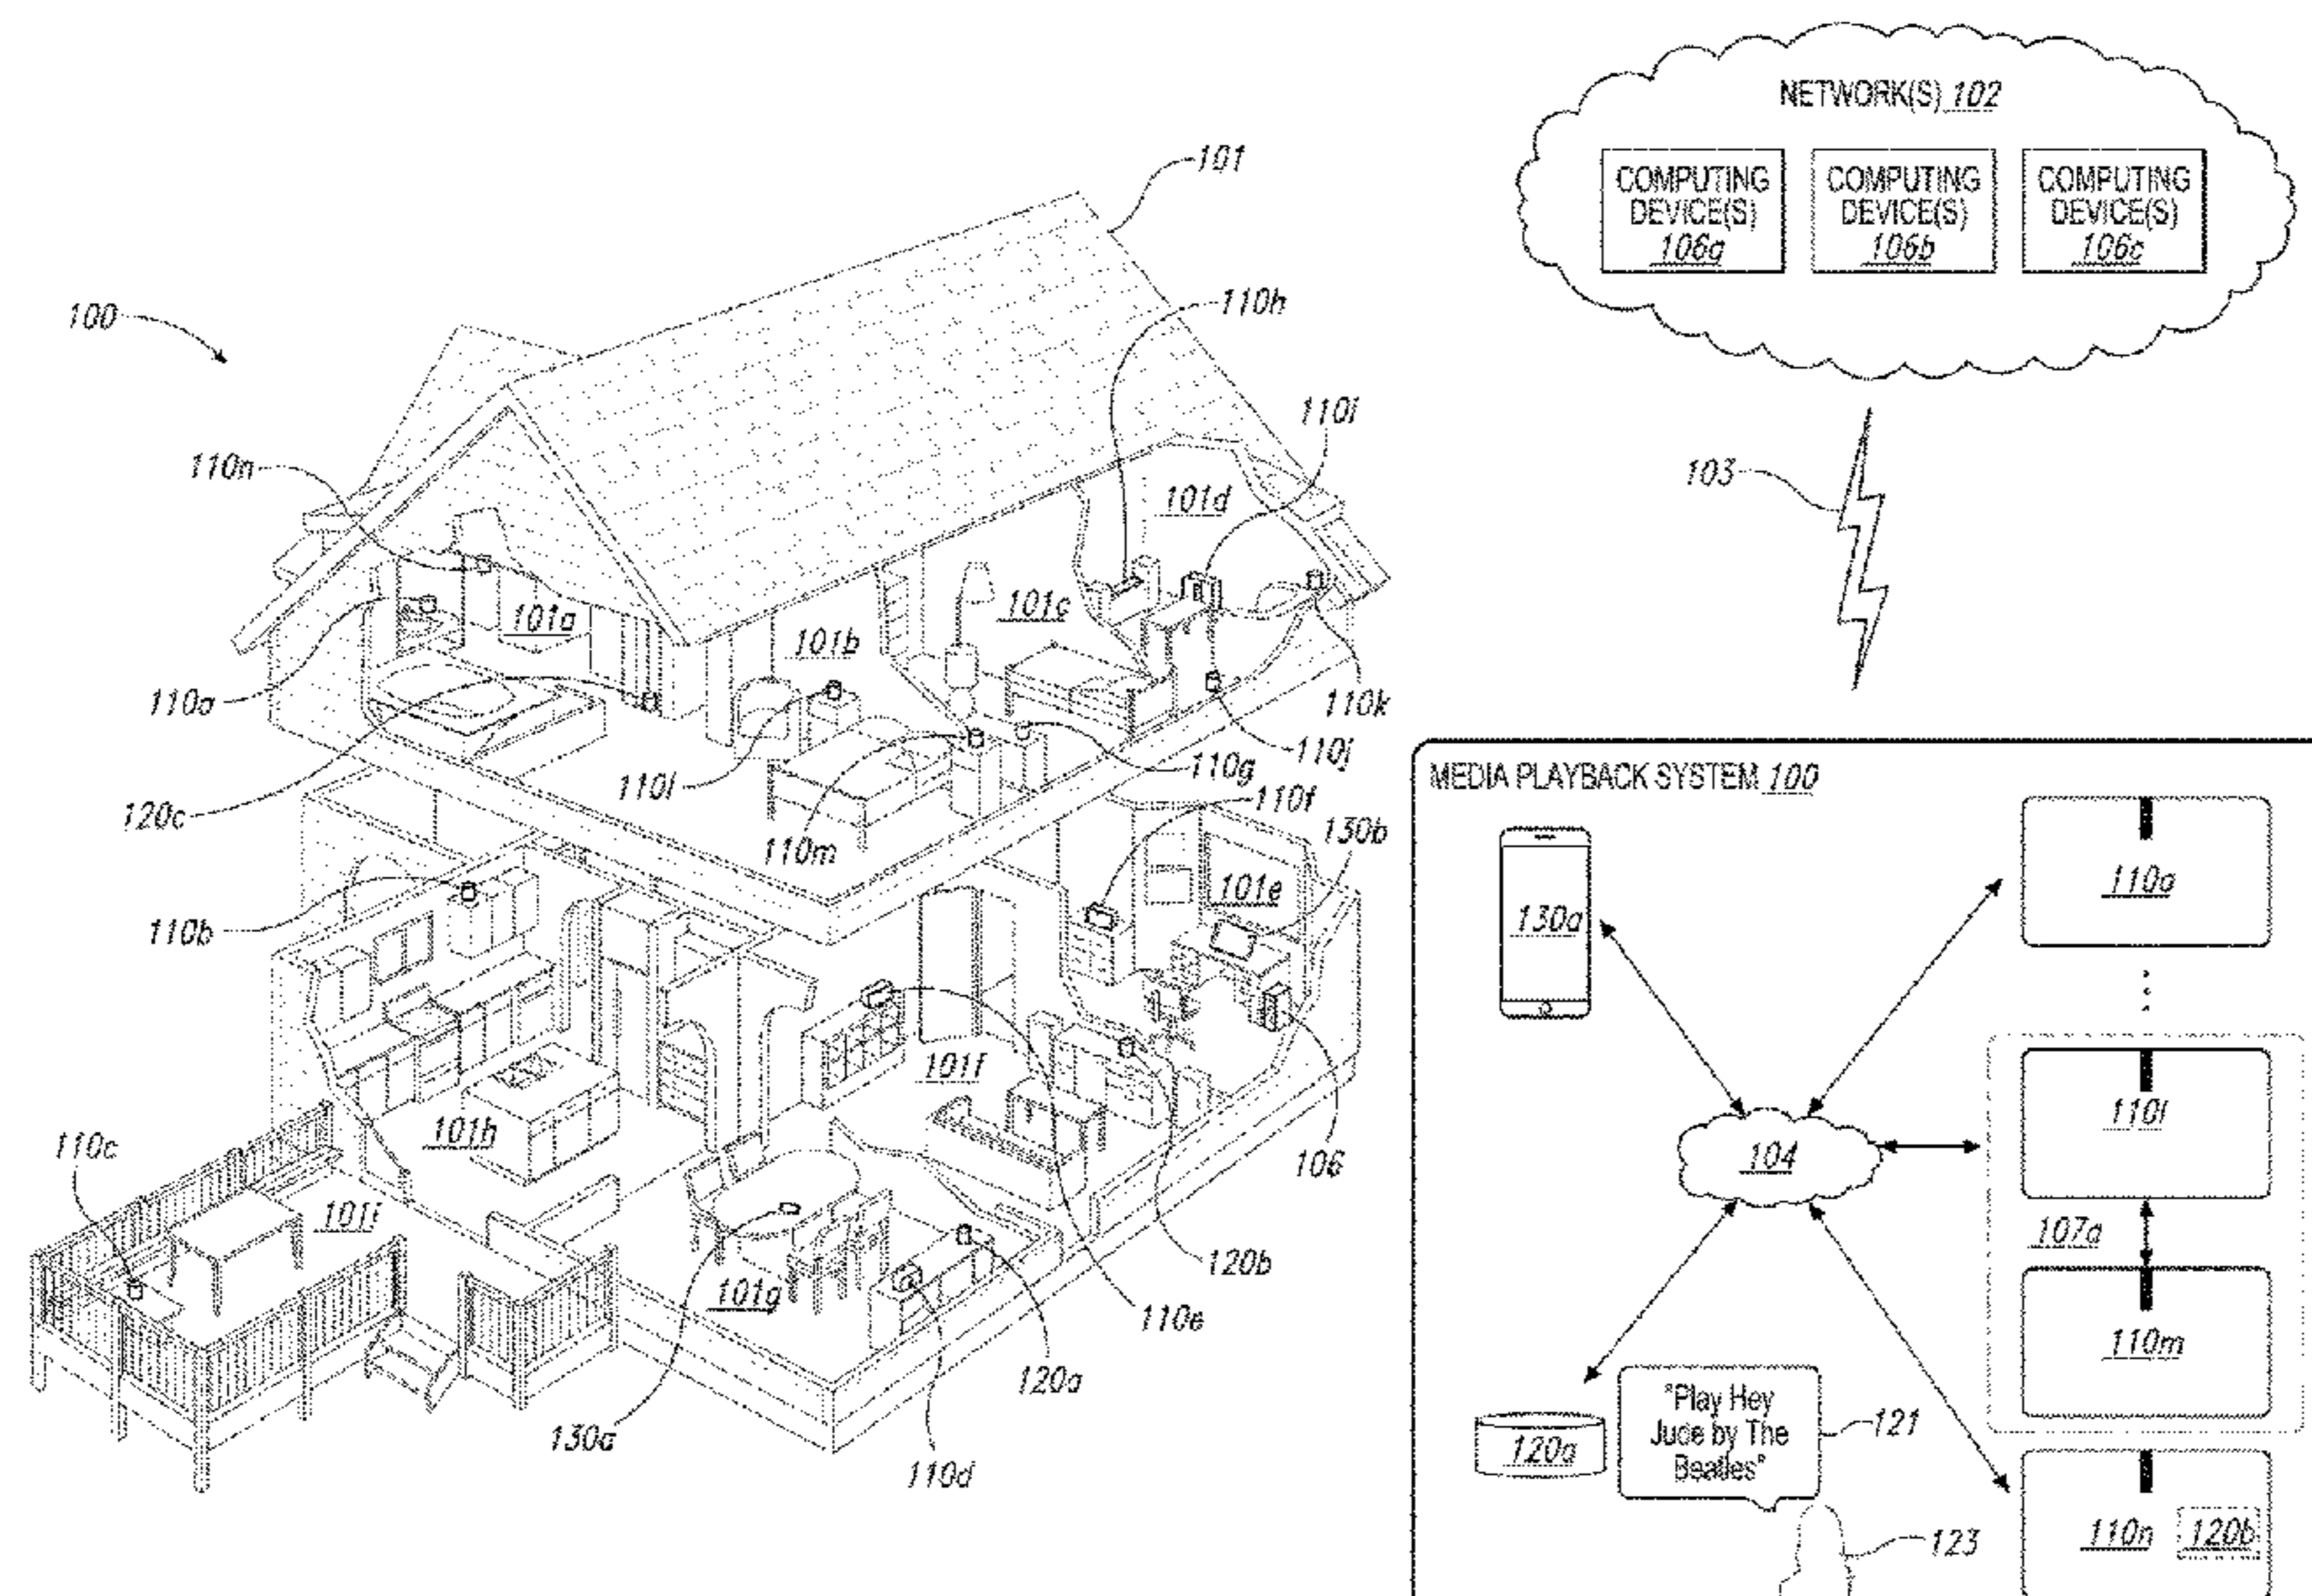 101
100
110h
110i
110n
101d
101a
101b
101c
110a
110k
110j
110g
110l
120c
110f
130b
110m
101e
110b
101f
101h
110c
106
101i
101g
120b
110e
120a
130a
110d
NETWORK(S) 102
COMPUTING
DEVICE(S)
106a
COMPUTING
DEVICE(S)
106b
COMPUTING
DEVICE(S)
106c
103
MEDIA PLAYBACK SYSTEM 100
130a
110a
110l
104
107a
110m
"Play Hey
Jude by The
Beatles"
121
120a
110n
120b
123